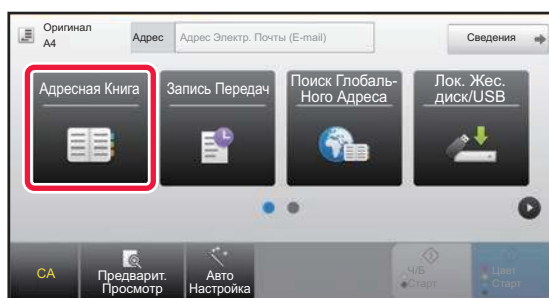 Оригинал
А4
Адрес
Адрес Электр. Почты (E-mail)
Сведения
Адресная Книга
Запись Передач
Поиск Глобаль-
Ного Адреса
Лок. Жес.
диск/USB
CA
Предварит.
Просмотр
Авто
Настройка
Ч/Б
Старт
Цвет
Старт